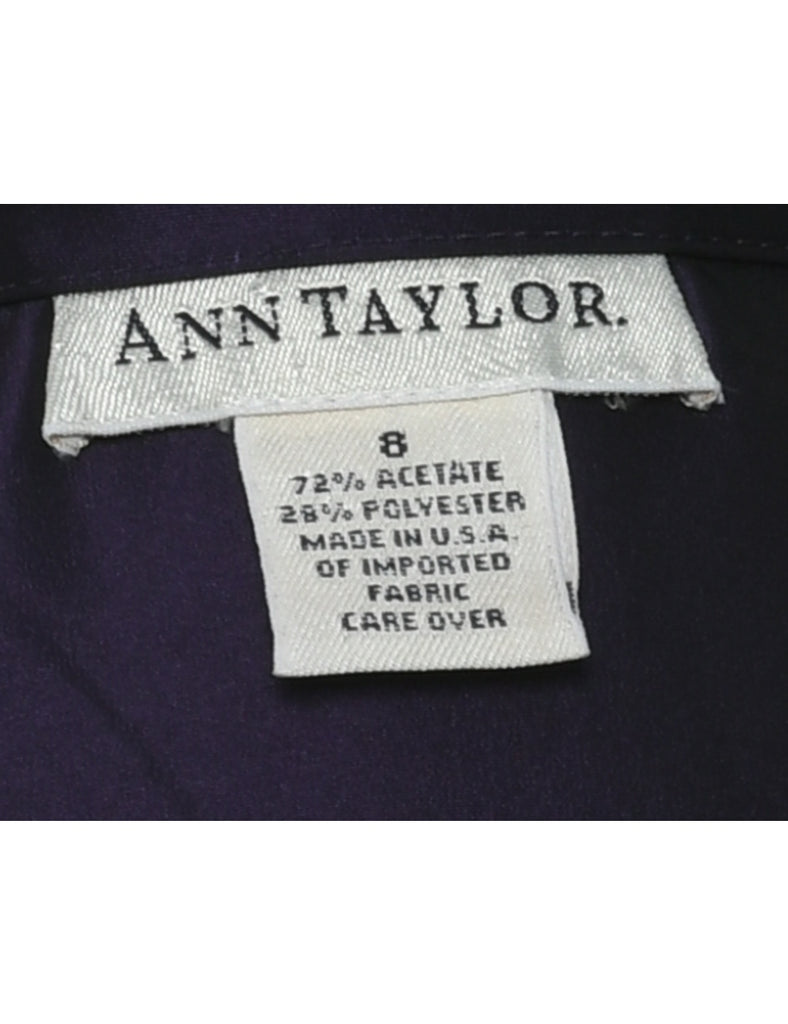 ANN TAYLOR.
8
72% ACETATE
28% POLYESTER
MADE IN U.S.A.
OF IMPORTED
FABRIC
CARE OVER